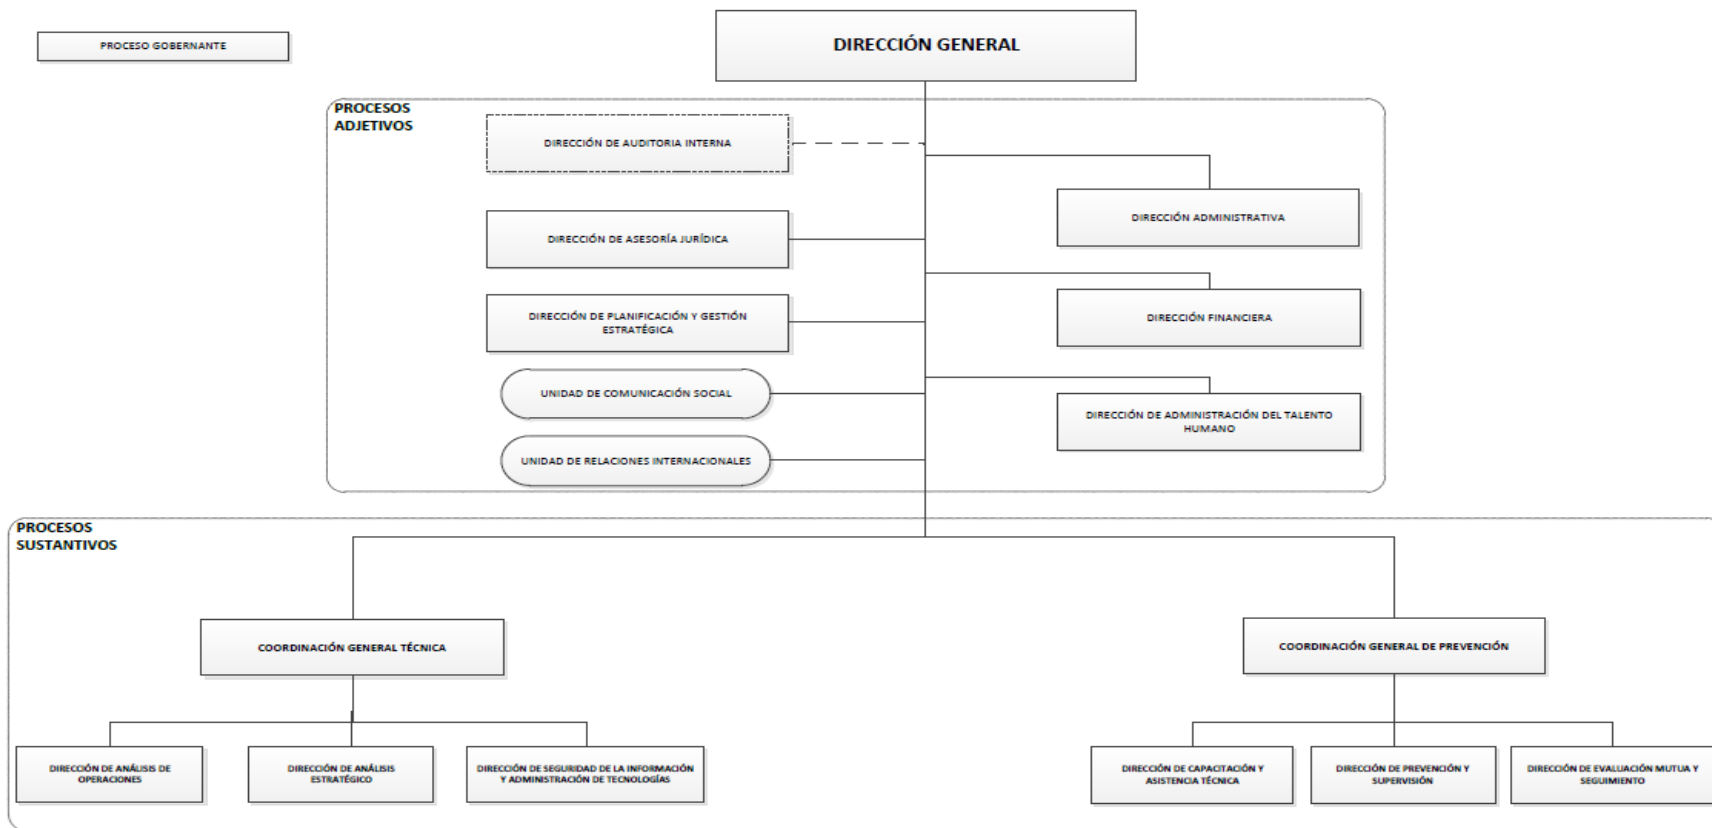 PROCESO GOBERNANTE
DIRECCIÓN GENERAL
PROCESOS
ADJETIVOS
DIRECCIÓN DE AUDITORIA INTERNA
DIRECCIÓN ADMINISTRATIVA
DIRECCIÓN DE ASESORÍA JURÍDICA
DIRECCIÓN DE PLANIFICACIÓN Y GESTIÓN
ESTRATÉGICA
DIRECCIÓN FINANCIERA
UNIDAD DE COMUNICACIÓN SOCIAL
DIRECCIÓN DE ADMINISTRACIÓN DEL TALENTO
HUMANO
UNIDAD DE RELACIONES INTERNACIONALES
PROCESOS
SUSTANTIVOS
COORDINACIÓN GENERAL TÉCNICA
COORDINACIÓN GENERAL DE PREVENCIÓN
DIRECCIÓN DE ANÁLISIS DE
OPERACIONES
DIRECCIÓN DE ANÁLISIS
ESTRATÉGICO
DIRECCIÓN DE SEGURIDAD DE LA INFORMACIÓN
Y ADMINISTRACIÓN DE TECNOLOGÍAS
DIRECCIÓN DE CAPACITACIÓN Y
ASISTENCIA TÉCNICA
DIRECCIÓN DE PREVENCIÓN Y
SUPERVISIÓN
DIRECCIÓN DE EVALUACIÓN MUTUA Y
SEGUIMIENTO